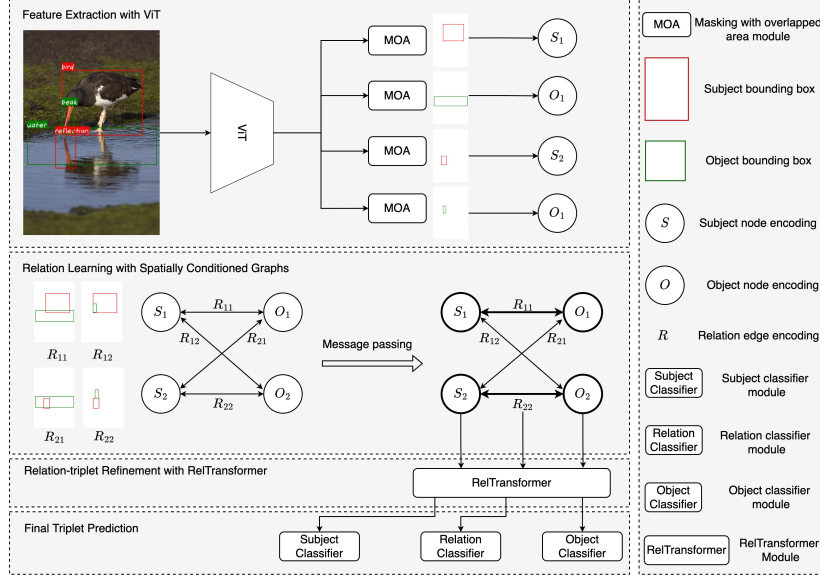 Feature Extraction with ViT
bird
beak
water
reflection
ViT
MOA
S₁
MOA
O₁
MOA
S₂
MOA
O₁
Relation Learning with Spatially Conditioned Graphs
R₁₁
R₁₂
R₂₁
R₂₂
S₁
R₁₁
O₁
R₁₂
R₂₁
S₂
R₂₂
O₂
Message passing
S₁
R₁₁
O₁
R₁₂
R₂₁
S₂
R₂₂
O₂
Relation-triplet Refinement with RelTransformer
RelTransformer
Final Triplet Prediction
Subject
Classifier
Relation
Classifier
Object
Classifier
MOA
Masking with overlapped
area module
Subject bounding box
Object bounding box
S
Subject node encoding
O
Object node encoding
R
Relation edge encoding
Subject
Classifier
Subject classifier
module
Relation
Classifier
Relation classifier
module
Object
Classifier
Object classifier
module
RelTransformer
RelTransformer
Module